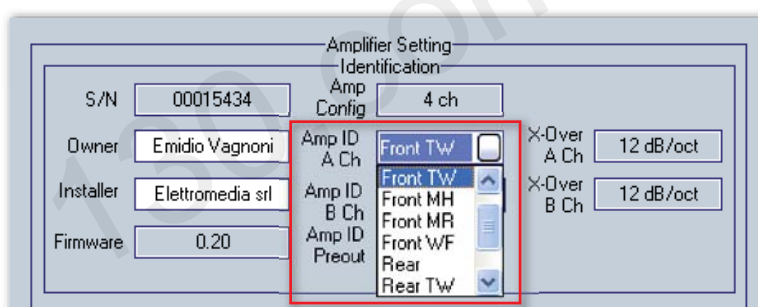 Amplifier Setting
Identification
S/N 00015434
Amp Config 4 ch
Owner Emidio Vagnoni
Amp ID A Ch Front TW
X-Over A Ch 12 dB/oct
Installer Elettromedia srl
Amp ID B Ch
X-Over B Ch 12 dB/oct
Firmware 0.20
Amp ID Preout
Front TW
Front MH
Front MR
Front WF
Rear
Rear TW